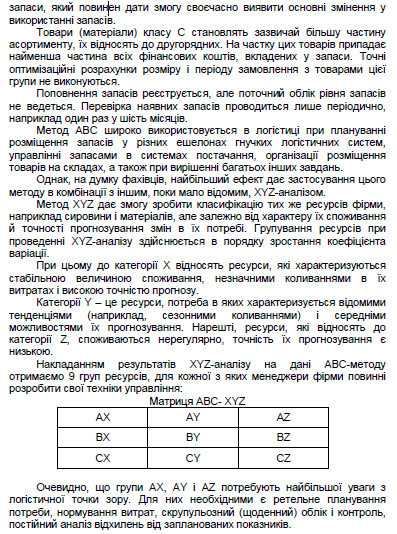 запаси, який повинен дати змогу своєчасно виявити основні змінення у
використанні запасів.
Товари (матеріали) класу С становлять зазвичай більшу частину
асортименту, їх відносять до другорядних. На частку цих товарів припадає
найменша частина всіх фінансових коштів, вкладених у запаси. Точні
оптимізаційні розрахунки розміру і періоду замовлення з товарами цієї
групи не виконуються.
Поповнення запасів реєструється, але поточний облік рівня запасів
не ведеться. Перевірка наявних запасів проводиться лише періодично,
наприклад один раз у шість місяців.
Метод АВС широко використовується в логістиці при плануванні
розміщення запасів у різних ешелонах гнучких логістичних систем,
управлінні запасами в системах постачання, організації розміщення
товарів на складах, а також при вирішенні багатьох інших завдань.
Однак, на думку фахівців, найбільший ефект дає застосування цього
методу в комбінації з іншим, поки мало відомим, XYZ-аналізом.
Метод XYZ дає змогу зробити класифікацію тих же ресурсів фірми,
наприклад сировини і матеріалів, але залежно від характеру їх споживання
й точності прогнозування змін в їх потребі. Групування ресурсів при
проведенні XYZ-аналізу здійснюється в порядку зростання коефіцієнта
варіації.
При цьому до категорії X відносять ресурси, які характеризуються
стабільною величиною споживання, незначними коливаннями в їх
витратах і високою точністю прогнозу.
Категорії Y – це ресурси, потреба в яких характеризується відомими
тенденціями (наприклад, сезонними коливаннями) і середніми
можливостями їх прогнозування. Нарешті, ресурси, які відносять до
категорії Z, споживаються нерегулярно, точність їх прогнозування є
низькою.
Накладанням результатів XYZ-аналізу на дані АВС-методу
отримаємо 9 груп ресурсів, для кожної з яких менеджери фірми повинні
розробити свої техніки управління:
Матриця АВС- XYZ
AX AY AZ
BX BY BZ
CX CY CZ
Очевидно, що групи AX, AY і AZ потребують найбільшої уваги з
логістичної точки зору. Для них необхідними є ретельне планування
потреби, нормування витрат, скрупульозний (щоденний) облік і контроль,
постійний аналіз відхилень від запланованих показників.